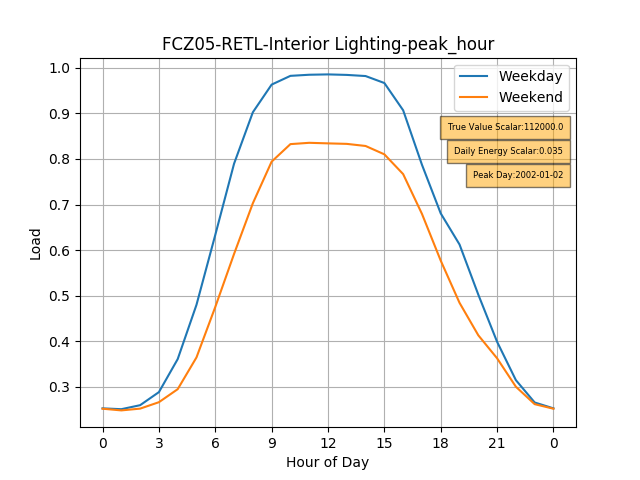 FCZ05-RETL-Interior Lighting-peak_hour
1.0
0.9
0.8
0.7
0.6
0.5
0.4
0.3
Load
Weekday
Weekend
True Value Scalar:112000.0
Daily Energy Scalar:0.035
Peak Day:2002-01-02
0 3 6 9 12 15 18 21 0
Hour of Day